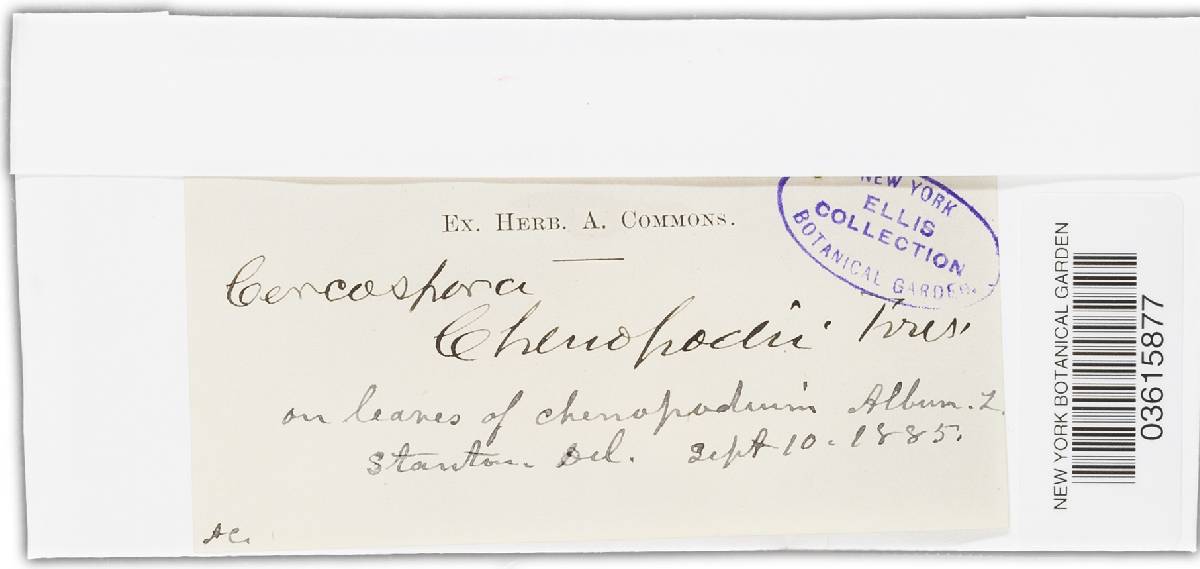 Ex. Herb. A. Commons.
NEW YORK
ELLIS
COLLECTION
BOTANICAL GARDEN.
Cercospora
Chenopodii Fres.
on leaves of chenopodium Album. L.
Stanton. Del. Sept 10. 1885.
AC.
NEW YORK BOTANICAL GARDEN
03615877